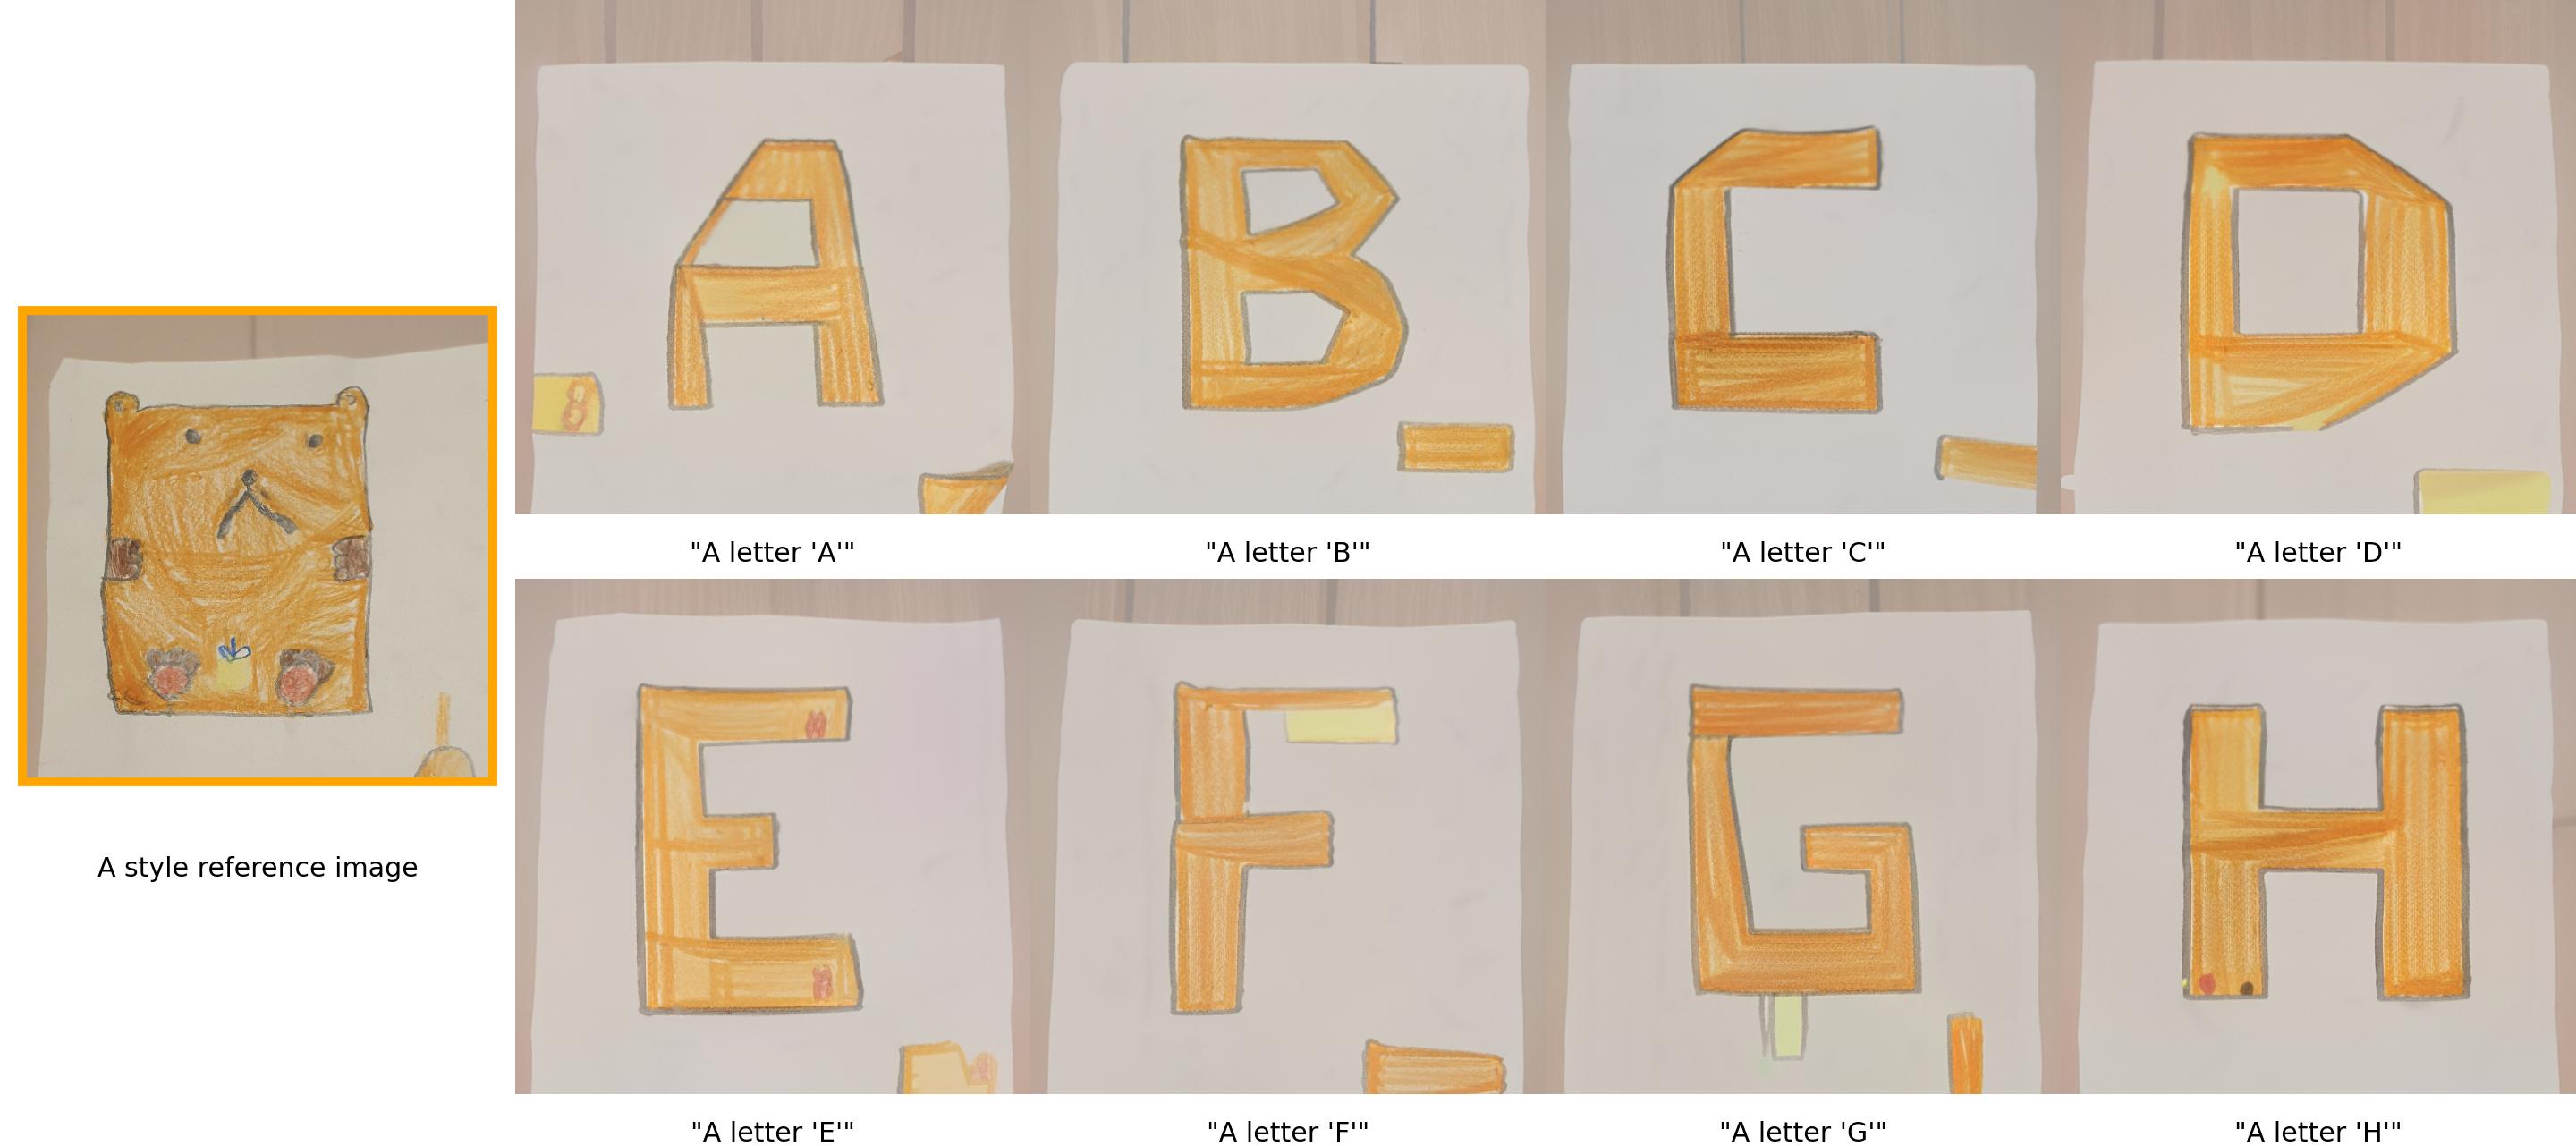 A
B
C
D
"A letter 'A'"
"A letter 'B'"
"A letter 'C'"
"A letter 'D'"
A style reference image
E
F
G
H
"A letter 'E'"
"A letter 'F'"
"A letter 'G'"
"A letter 'H'"